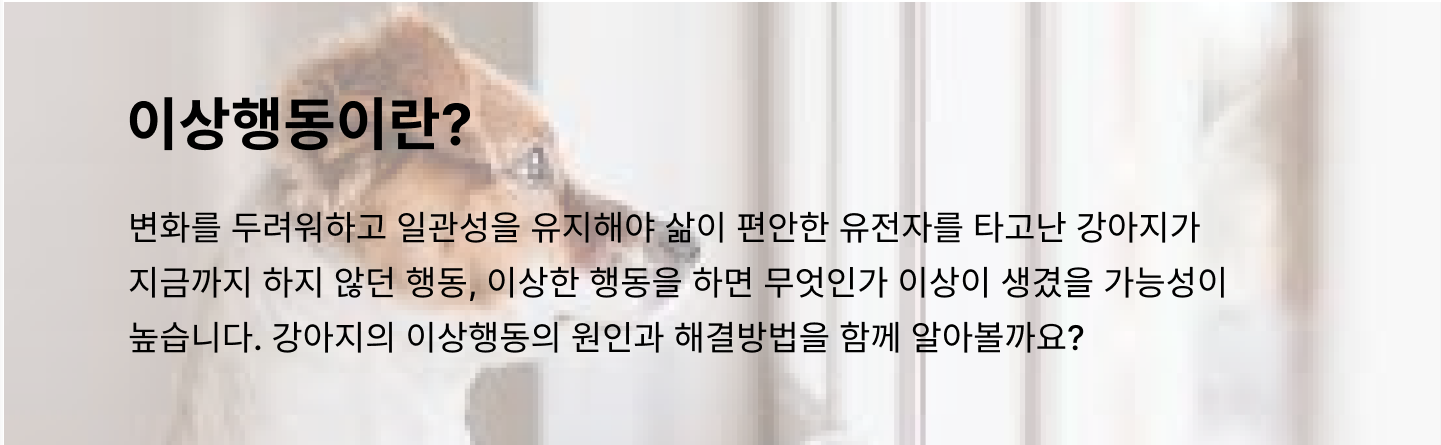 이상행동이란?
변화를 두려워하고 일관성을 유지해야 삶이 편안한 유전자를 타고난 강아지가
지금까지 하지 않던 행동, 이상한 행동을 하면 무엇인가 이상이 생겼을 가능성이
높습니다. 강아지의 이상행동의 원인과 해결방법을 함께 알아볼까요?